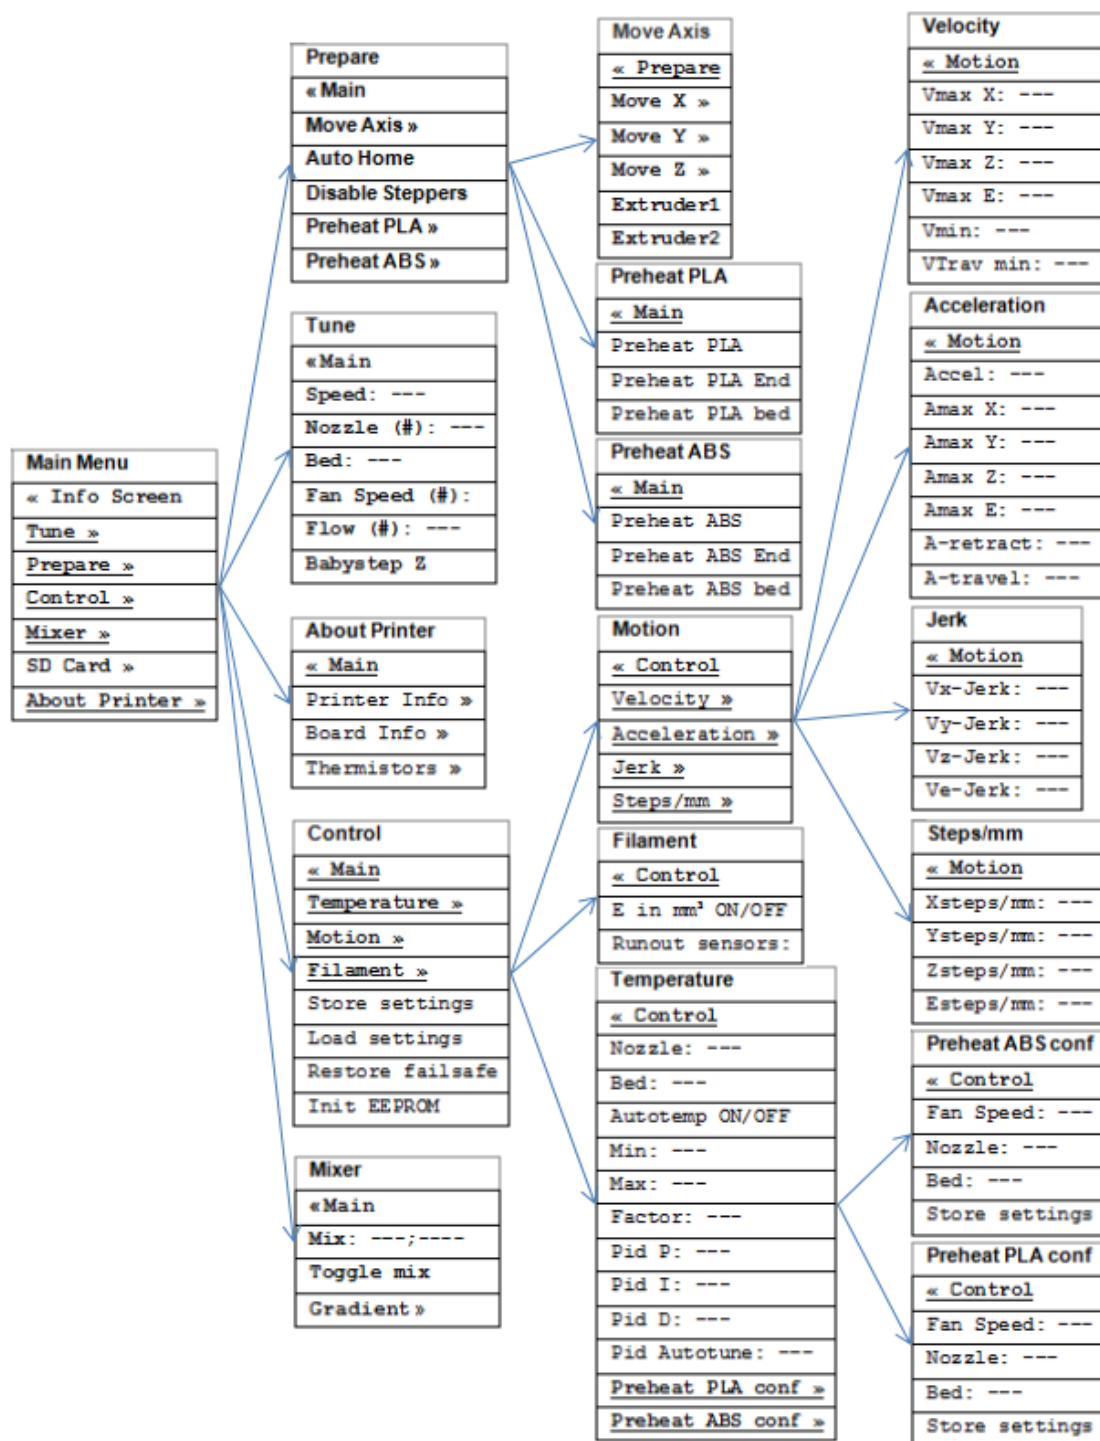 Main Menu
« Info Screen
Tune »
Prepare »
Control »
Mixer »
SD Card »
About Printer »
Prepare
« Main
Move Axis »
Auto Home
Disable Steppers
Preheat PLA »
Preheat ABS »
Tune
«Main
Speed: ---
Nozzle (#): ---
Bed: ---
Fan Speed (#):
Flow (#): ---
Babystep Z
About Printer
« Main
Printer Info »
Board Info »
Thermistors »
Control
« Main
Temperature »
Motion »
Filament »
Store settings
Load settings
Restore failsafe
Init EEPROM
Mixer
«Main
Mix: ---;----
Toggle mix
Gradient »
Move Axis
« Prepare
Move X »
Move Y »
Move Z »
Extruder1
Extruder2
Preheat PLA
« Main
Preheat PLA
Preheat PLA End
Preheat PLA bed
Preheat ABS
« Main
Preheat ABS
Preheat ABS End
Preheat ABS bed
Motion
« Control
Velocity »
Acceleration »
Jerk »
Steps/mm »
Filament
« Control
E in mm³ ON/OFF
Runout sensors:
Temperature
« Control
Nozzle: ---
Bed: ---
Autotemp ON/OFF
Min: ---
Max: ---
Factor: ---
Pid P: ---
Pid I: ---
Pid D: ---
Pid Autotune: ---
Preheat PLA conf »
Preheat ABS conf »
Velocity
« Motion
Vmax X: ---
Vmax Y: ---
Vmax Z: ---
Vmax E: ---
Vmin: ---
VTrav min: ---
Acceleration
« Motion
Accel: ---
Amax X: ---
Amax Y: ---
Amax Z: ---
Amax E: ---
A-retract: ---
A-travel: ---
Jerk
« Motion
Vx-Jerk: ---
Vy-Jerk: ---
Vz-Jerk: ---
Ve-Jerk: ---
Steps/mm
« Motion
Xsteps/mm: ---
Ysteps/mm: ---
Zsteps/mm: ---
Esteps/mm: ---
Preheat ABS conf
« Control
Fan Speed: ---
Nozzle: ---
Bed: ---
Store settings
Preheat PLA conf
« Control
Fan Speed: ---
Nozzle: ---
Bed: ---
Store settings